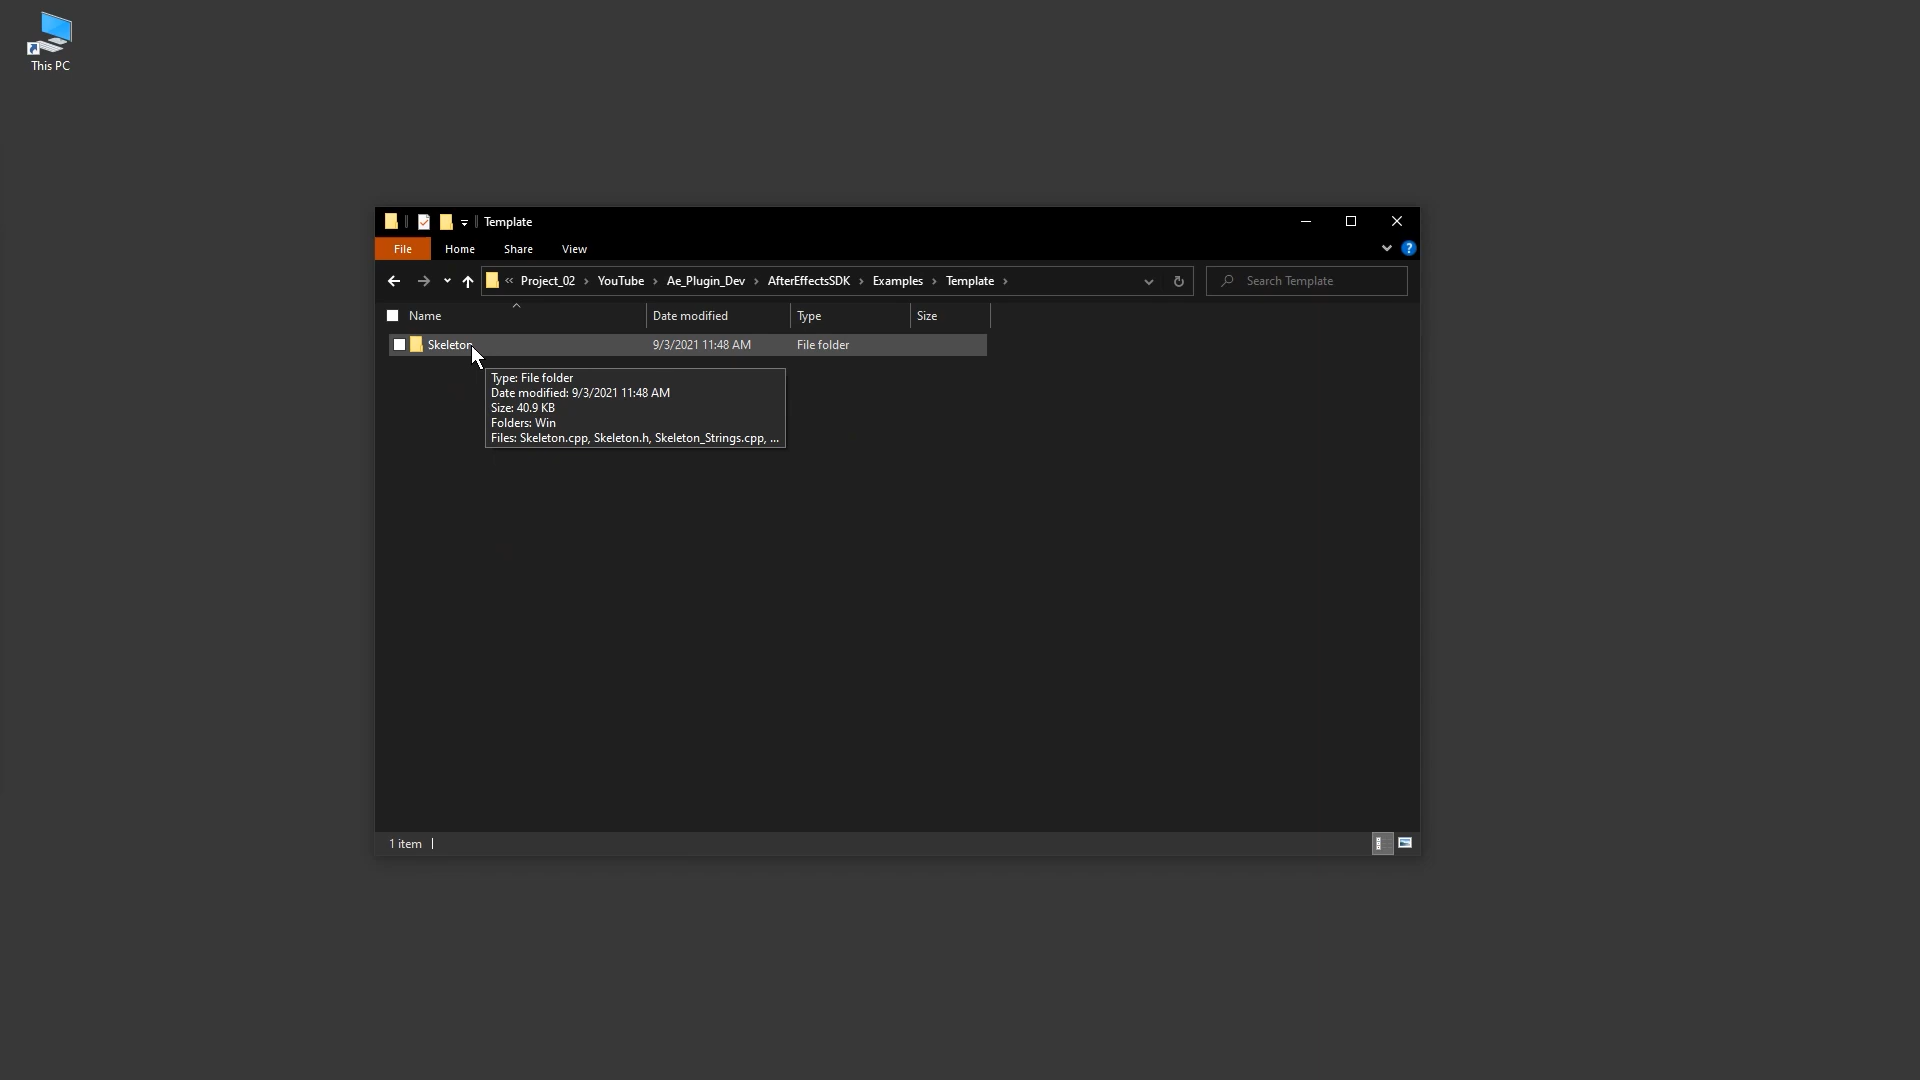 This PC
Template
File Home Share View
« Project_02 › YouTube › Ae_Plugin_Dev › AfterEffectsSDK › Examples › Template ›
Search Template
Name Date modified Type Size
Skeleton 9/3/2021 11:48 AM File folder
Type: File folder
Date modified: 9/3/2021 11:48 AM
Size: 40.9 KB
Folders: Win
Files: Skeleton.cpp, Skeleton.h, Skeleton_Strings.cpp, ...
1 item